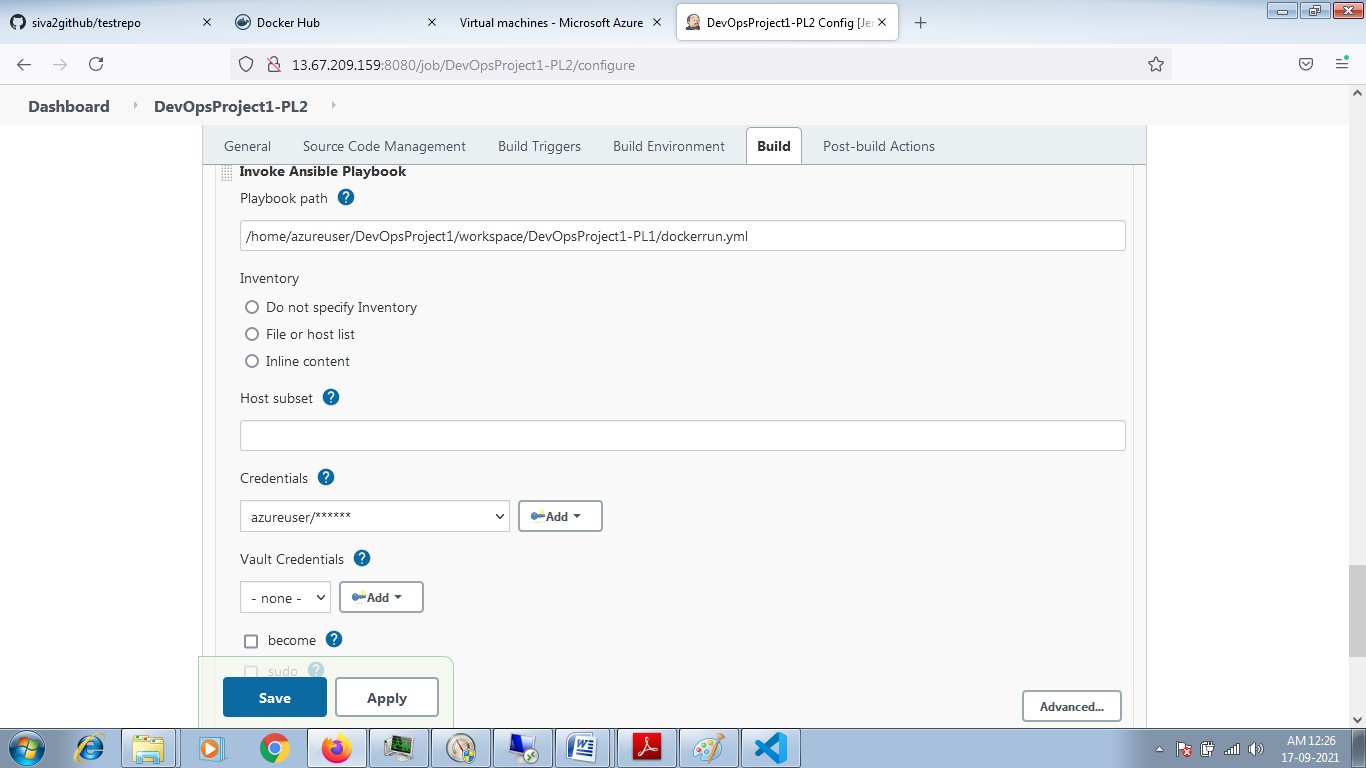 siva2github/testrepo
Docker Hub
Virtual machines - Microsoft Azure
DevOpsProject1-PL2 Config [Jen
13.67.209.159:8080/job/DevOpsProject1-PL2/configure
Dashboard
DevOpsProject1-PL2
General
Source Code Management
Build Triggers
Build Environment
Build
Post-build Actions
Invoke Ansible Playbook
Playbook path ?
/home/azureuser/DevOpsProject1/workspace/DevOpsProject1-PL1/dockerrun.yml
Inventory
Do not specify Inventory
File or host list
Inline content
Host subset ?
Credentials ?
azureuser/******
Add
Vault Credentials ?
- none -
Add
become ?
sudo ?
Save
Apply
Advanced...
AM 12:26
17-09-2021